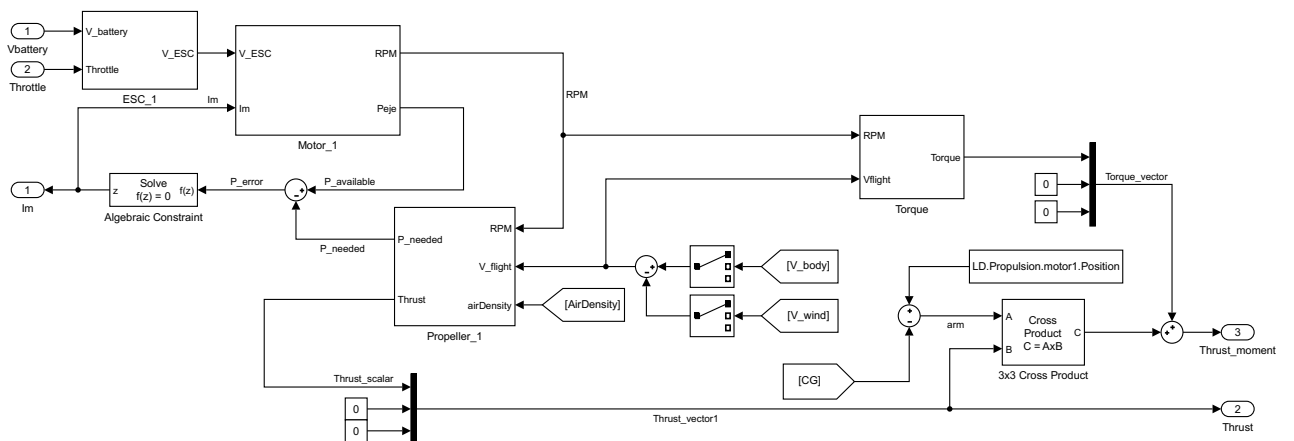 1
Vbattery
2
Throttle
V_battery
Throttle
V_ESC
ESC_1
V_ESC
Im
Im
RPM
Peje
Motor_1
RPM
1
Im
z
Solve
f(z) = 0
f(z)
Algebraic Constraint
P_error
+
-
P_available
P_needed
P_needed
Thrust
RPM
V_flight
airDensity
Propeller_1
[AirDensity]
+
-
[V_body]
[V_wind]
RPM
Vflight
Torque
Torque
0
0
Torque_vector
LD.Propulsion.motor1.Position
+
-
arm
[CG]
A
B
Cross
Product
C = AxB
C
3x3 Cross Product
+
+
3
Thrust_moment
Thrust_scalar
0
0
Thrust_vector1
2
Thrust